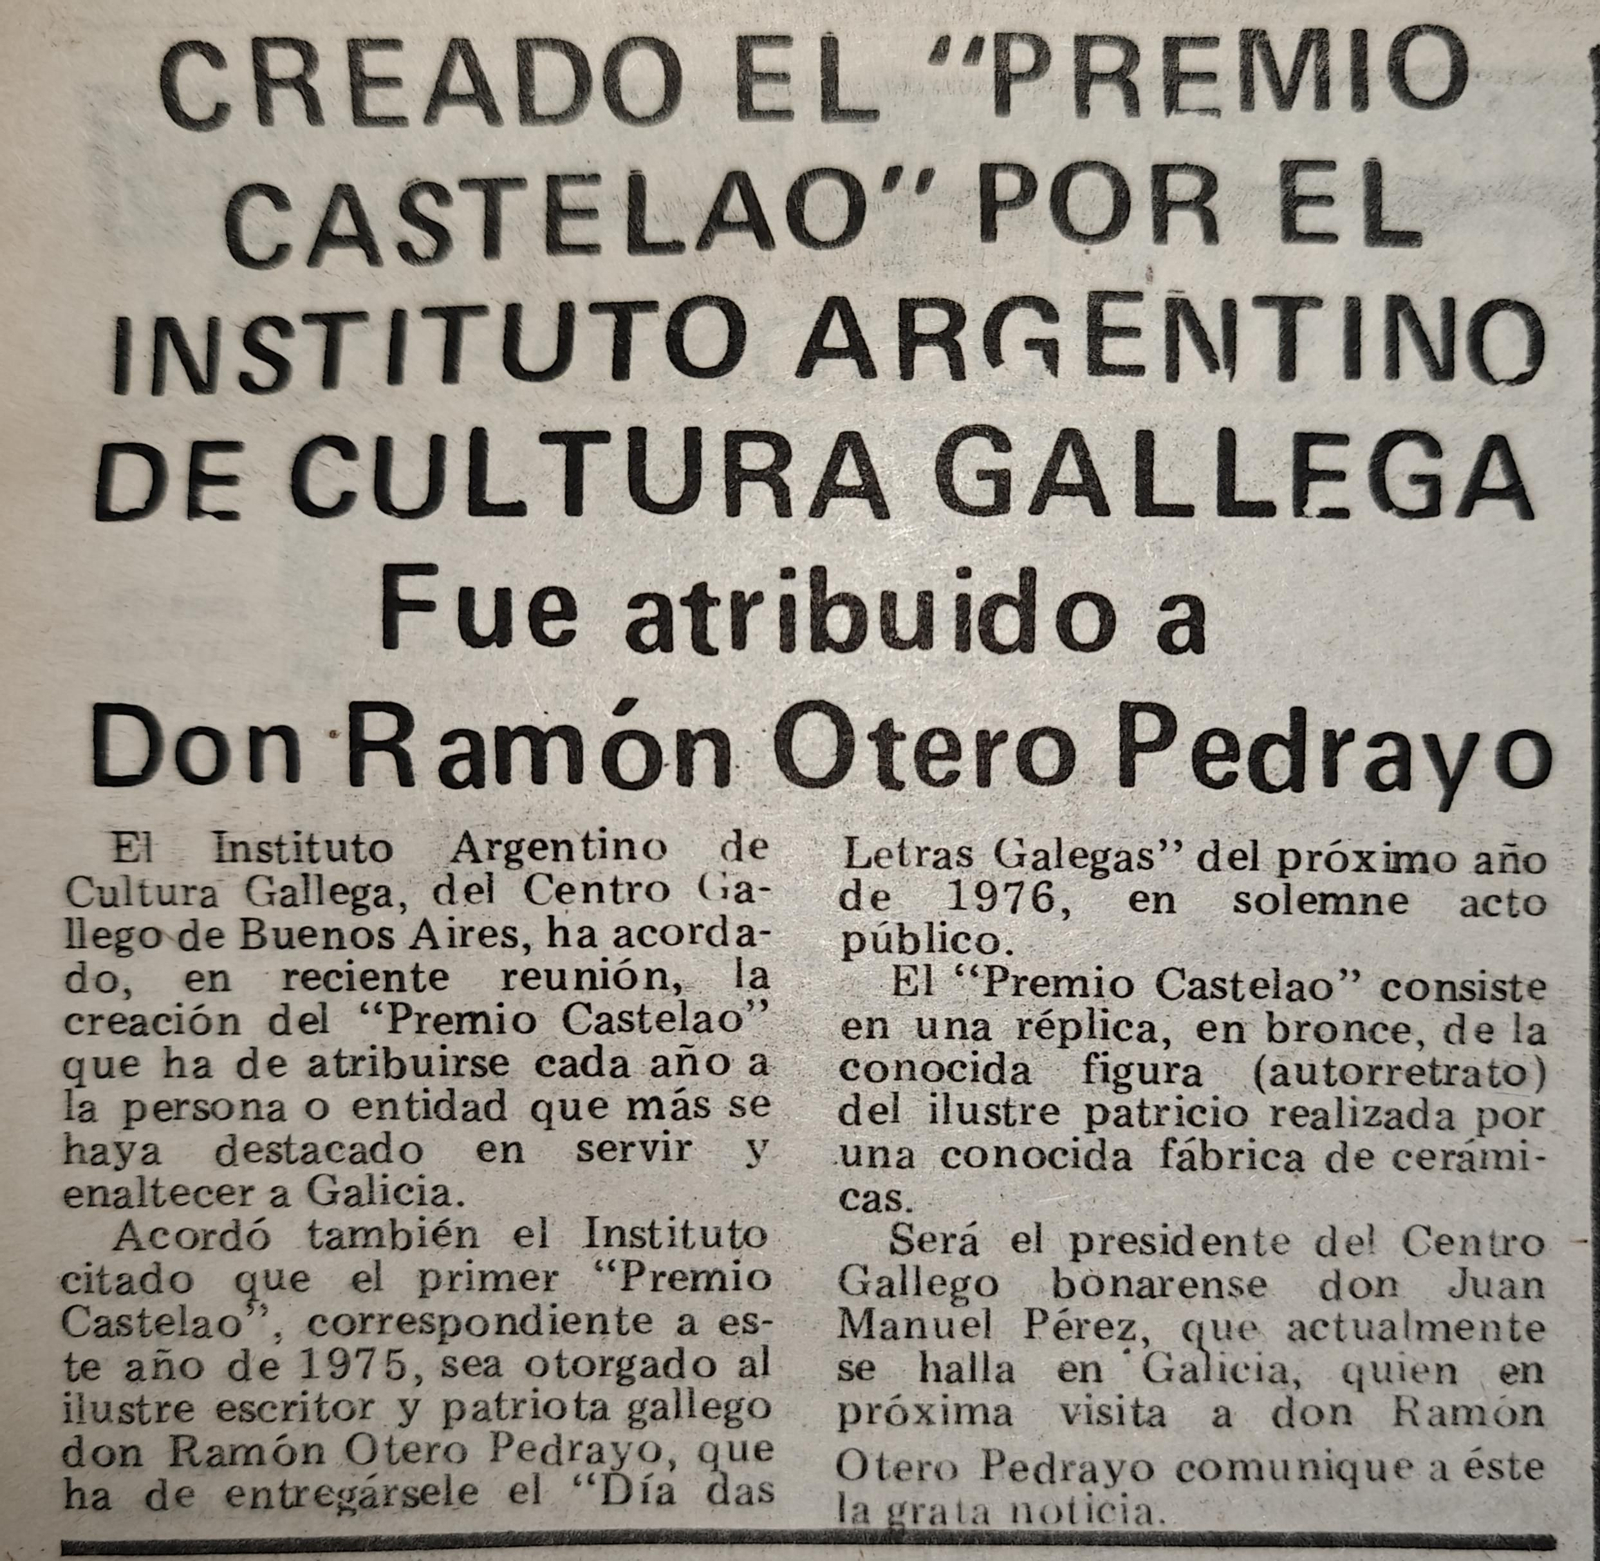 CREADO EL “PREMIO
CASTELAO” POR EL
INSTITUTO ARGENTINO
DE CULTURA GALLEGA
Fue atribuido a
Don Ramón Otero Pedrayo
El Instituto Argentino de
Cultura Gallega, del Centro Ga-
llego de Buenos Aires, ha acorda-
do, en reciente reunión, la
creación del “Premio Castelao”
que ha de atribuirse cada año a
la persona o entidad que más se
haya destacado en servir y
enaltecer a Galicia.
Acordó también el Instituto
citado que el primer “Premio
Castelao”, correspondiente a es-
te año de 1975, sea otorgado al
ilustre escritor y patriota gallego
don Ramón Otero Pedrayo, que
ha de entregársele el “Día das
Letras Galegas” del próximo año
de 1976, en solemne acto
público.
El “Premio Castelao” consiste
en una réplica, en bronce, de la
conocida figura (autorretrato)
del ilustre patricio realizada por
una conocida fábrica de cerámi-
cas.
Será el presidente del Centro
Gallego bonarense don Juan
Manuel Pérez, que actualmente
se halla en Galicia, quien en
próxima visita a don Ramón
Otero Pedrayo comunique a éste
la grata noticia.